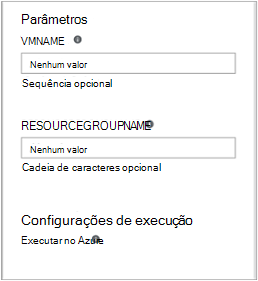 Parâmetros
VMNAME
Nenhum valor
Sequência opcional
RESOURCEGROUPNAME
Nenhum valor
Cadeia de caracteres opcional
Configurações de execução
Executar no Azure